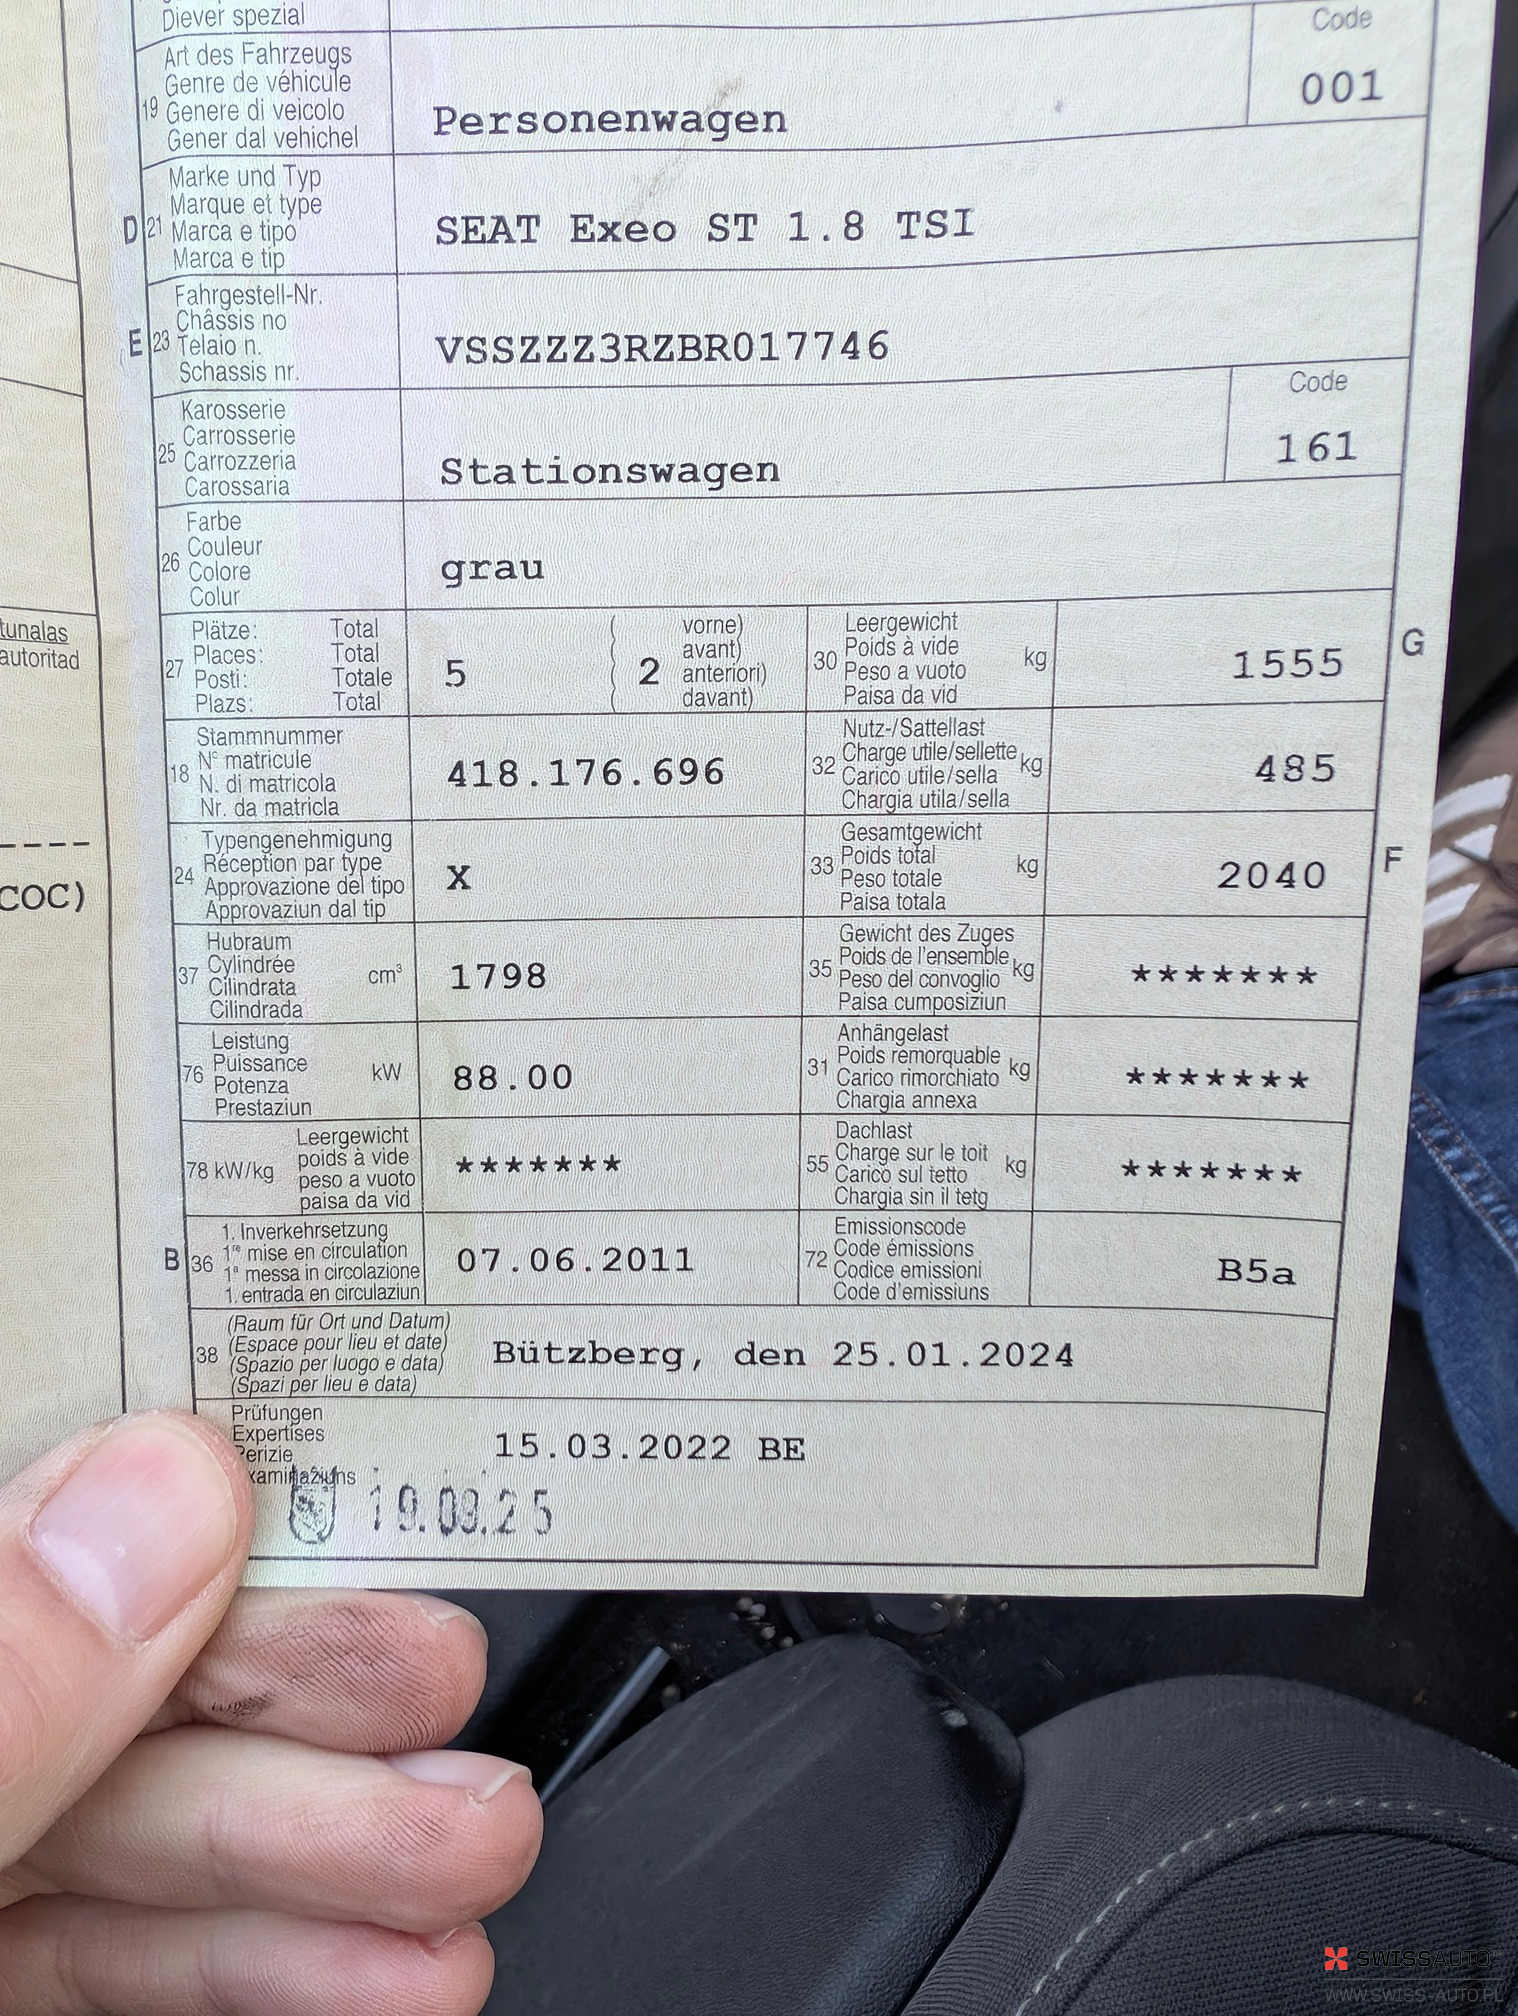 Diever spezial
Code
Art des Fahrzeugs
Genre de véhicule
19 Genere di veicolo
Gener dal vehichel
Personenwagen
001
Marke und Typ
Marque et type
D 21 Marca e tipo
Marca e tip
SEAT Exeo ST 1.8 TSI
Fahrgestell-Nr.
Châssis no
E 23 Telaio n.
Schassis nr.
VSSZZZ3RZBR017746
Code
Karosserie
Carrosserie
25 Carrozzeria
Carossaria
Stationswagen
161
Farbe
Couleur
26 Colore
Colur
grau
tunalas
autoritad
Plätze: Total
Places: Total
27 Posti: Totale
Plazs: Total
5
( 2
vorne)
avant)
anteriori)
davant)
Leergewicht
Poids à vide
30 Peso a vuoto kg
Paisa da vid
1555
G
Stammnummer
N° matricule
18 N. di matricola
Nr. da matricla
418.176.696
Nutz-/Sattellast
Charge utile/sellette
32 Carico utile/sella kg
Chargia utila/sella
485
COC)
Typengenehmigung
Réception par type
24 Approvazione del tipo
Approvaziun dal tip
X
Gesamtgewicht
Poids total
33 Peso totale kg
Paisa totala
2040
F
Hubraum
Cylindrée
37 Cilindrata cm³
Cilindrada
1798
Gewicht des Zuges
Poids de l'ensemble
35 Peso del convoglio kg
Paisa cumposiziun
*******
Leistung
Puissance
76 Potenza kW
Prestaziun
88.00
Anhängelast
Poids remorquable
31 Carico rimorchiato kg
Chargia annexa
*******
Leergewicht
poids à vide
78 kW/kg peso a vuoto
paisa da vid
*******
Dachlast
Charge sur le toit
55 Carico sul tetto kg
Chargia sin il tetg
*******
1. Inverkehrsetzung
1re mise en circulation
B 36 1a messa in circolazione
1. entrada en circulaziun
07.06.2011
Emissionscode
Code émissions
72 Codice emissioni
Code d'emissiuns
B5a
(Raum für Ort und Datum)
(Espace pour lieu et date)
38 (Spazio per luogo e data)
(Spazi per lieu e data)
Bützberg, den 25.01.2024
Prüfungen
Expertises
Perizie
xaminaziuns
15.03.2022 BE
19.09.25
SWISSAUTO
WWW.SWISS-AUTO.PL